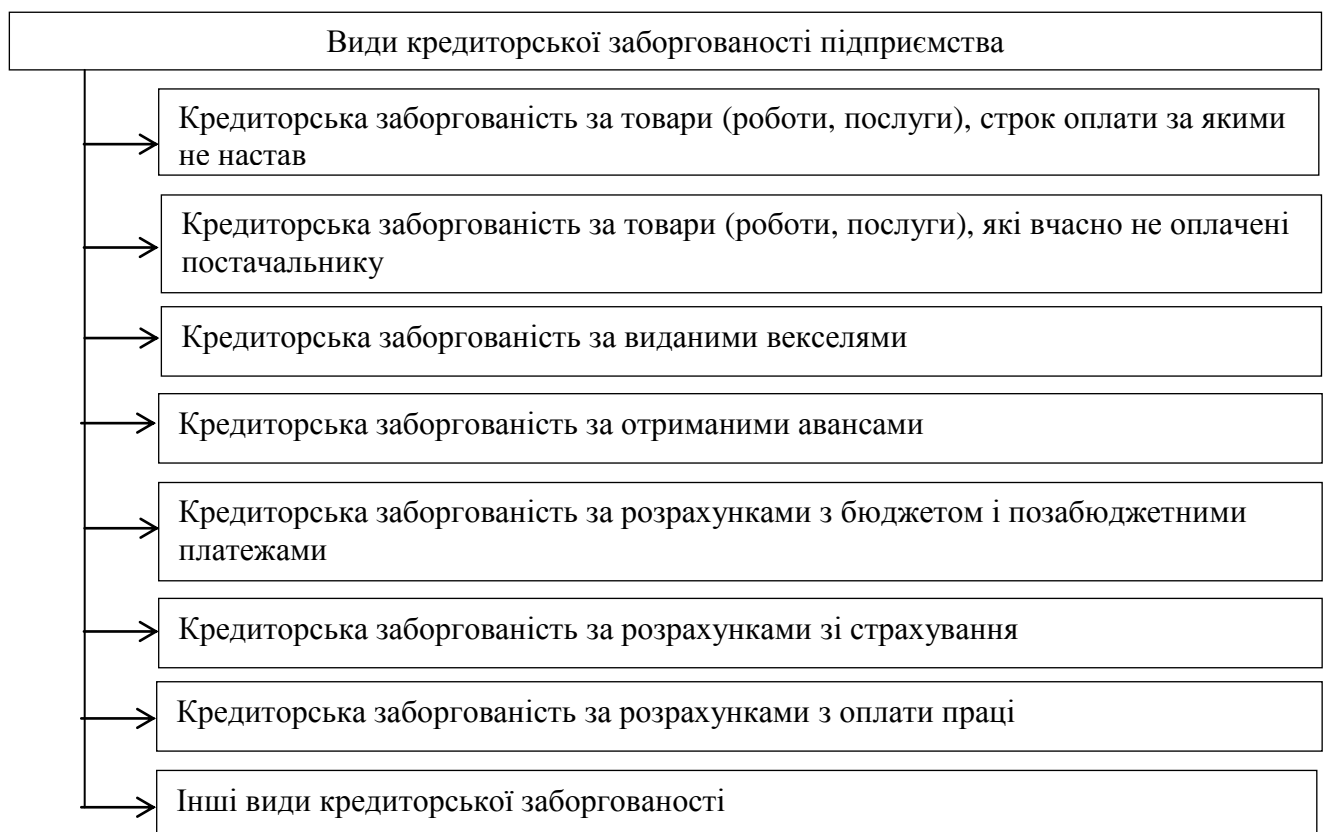 Види кредиторської заборгованості підприємства
Кредиторська заборгованість за товари (роботи, послуги), строк оплати за якими
не настав
Кредиторська заборгованість за товари (роботи, послуги), які вчасно не оплачені
постачальнику
Кредиторська заборгованість за виданими векселями
Кредиторська заборгованість за отриманими авансами
Кредиторська заборгованість за розрахунками з бюджетом і позабюджетними
платежами
Кредиторська заборгованість за розрахунками зі страхування
Кредиторська заборгованість за розрахунками з оплати праці
Інші види кредиторської заборгованості